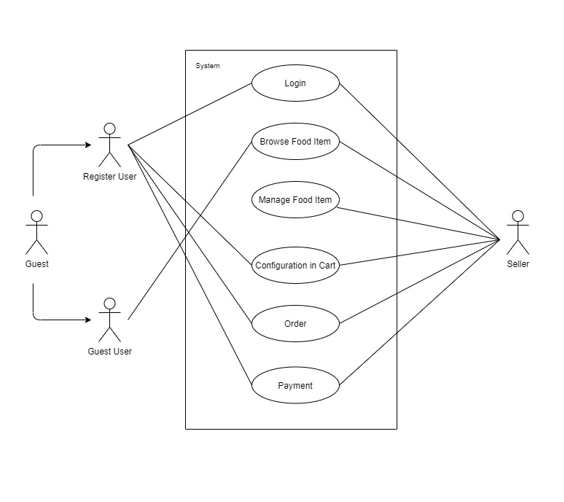 System
Login
Browse Food Item
Register User
Manage Food Item
Guest
Seller
Configuration in Cart
Order
Guest User
Payment